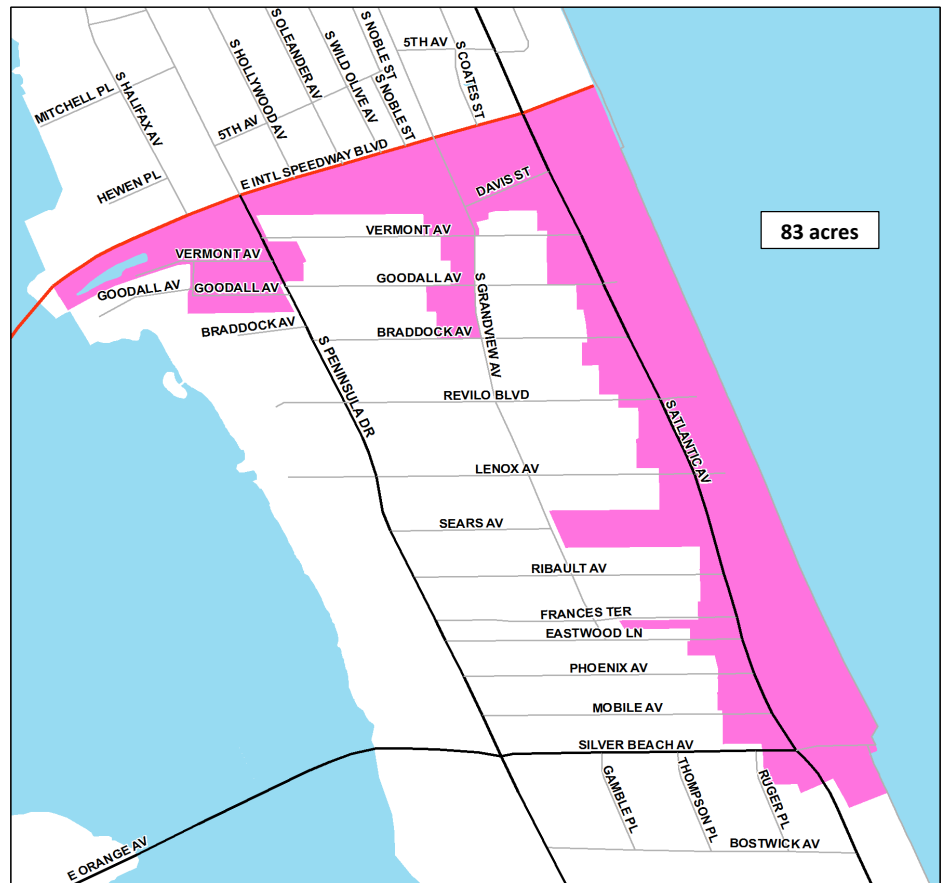 5TH AV
S COATES ST
S NOBLE ST
S NOBLE ST
S WILD OLIVE AV
S OLEANDER AV
S HOLLYWOOD AV
S HALIFAX AV
MITCHELL PL
5TH AV
E INTL SPEEDWAY BLVD
HEWEN PL
DAVIS ST
83 acres
VERMONT AV
VERMONT AV
GOODALL AV
GOODALL AV
GOODALL AV
S GRANDVIEW AV
BRADDOCK AV
BRADDOCK AV
S PENINSULA DR
REVILO BLVD
S ATLANTIC AV
LENOX AV
SEARS AV
RIBAULT AV
FRANCES TER
EASTWOOD LN
PHOENIX AV
MOBILE AV
SILVER BEACH AV
GAMBLE PL
THOMPSON PL
RUGER PL
BOSTWICK AV
E ORANGE AV